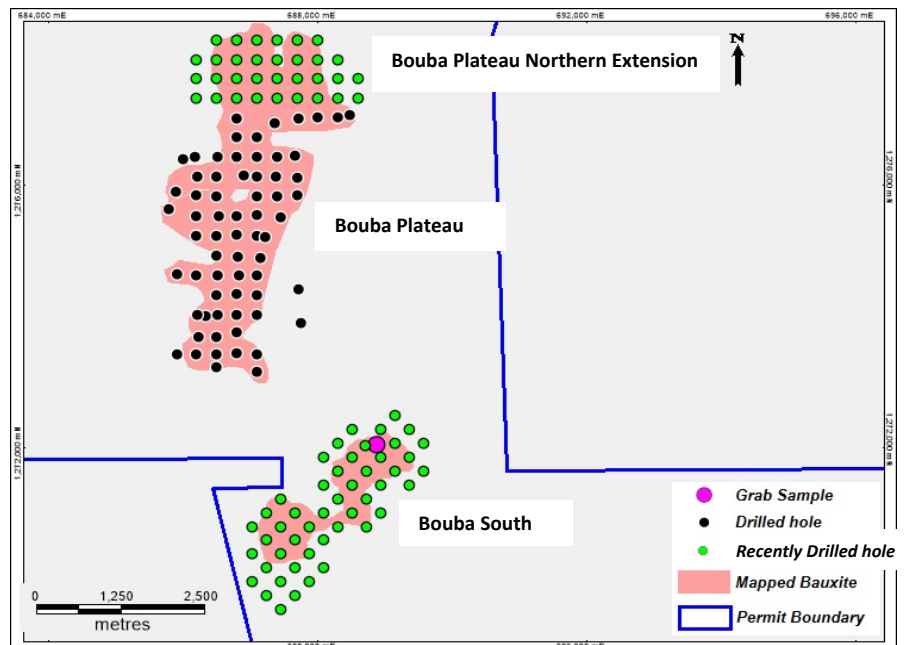 684,000 mE 688,000 mE 692,000 mE 696,000 mE
Bouba Plateau Northern Extension
N
1,276,000 mN
1,276,000 mN
Bouba Plateau
1,272,000 mN
1,272,000 mN
Bouba South
Grab Sample
Drilled hole
Recently Drilled hole
Mapped Bauxite
Permit Boundary
0 1,250 2,500
metres